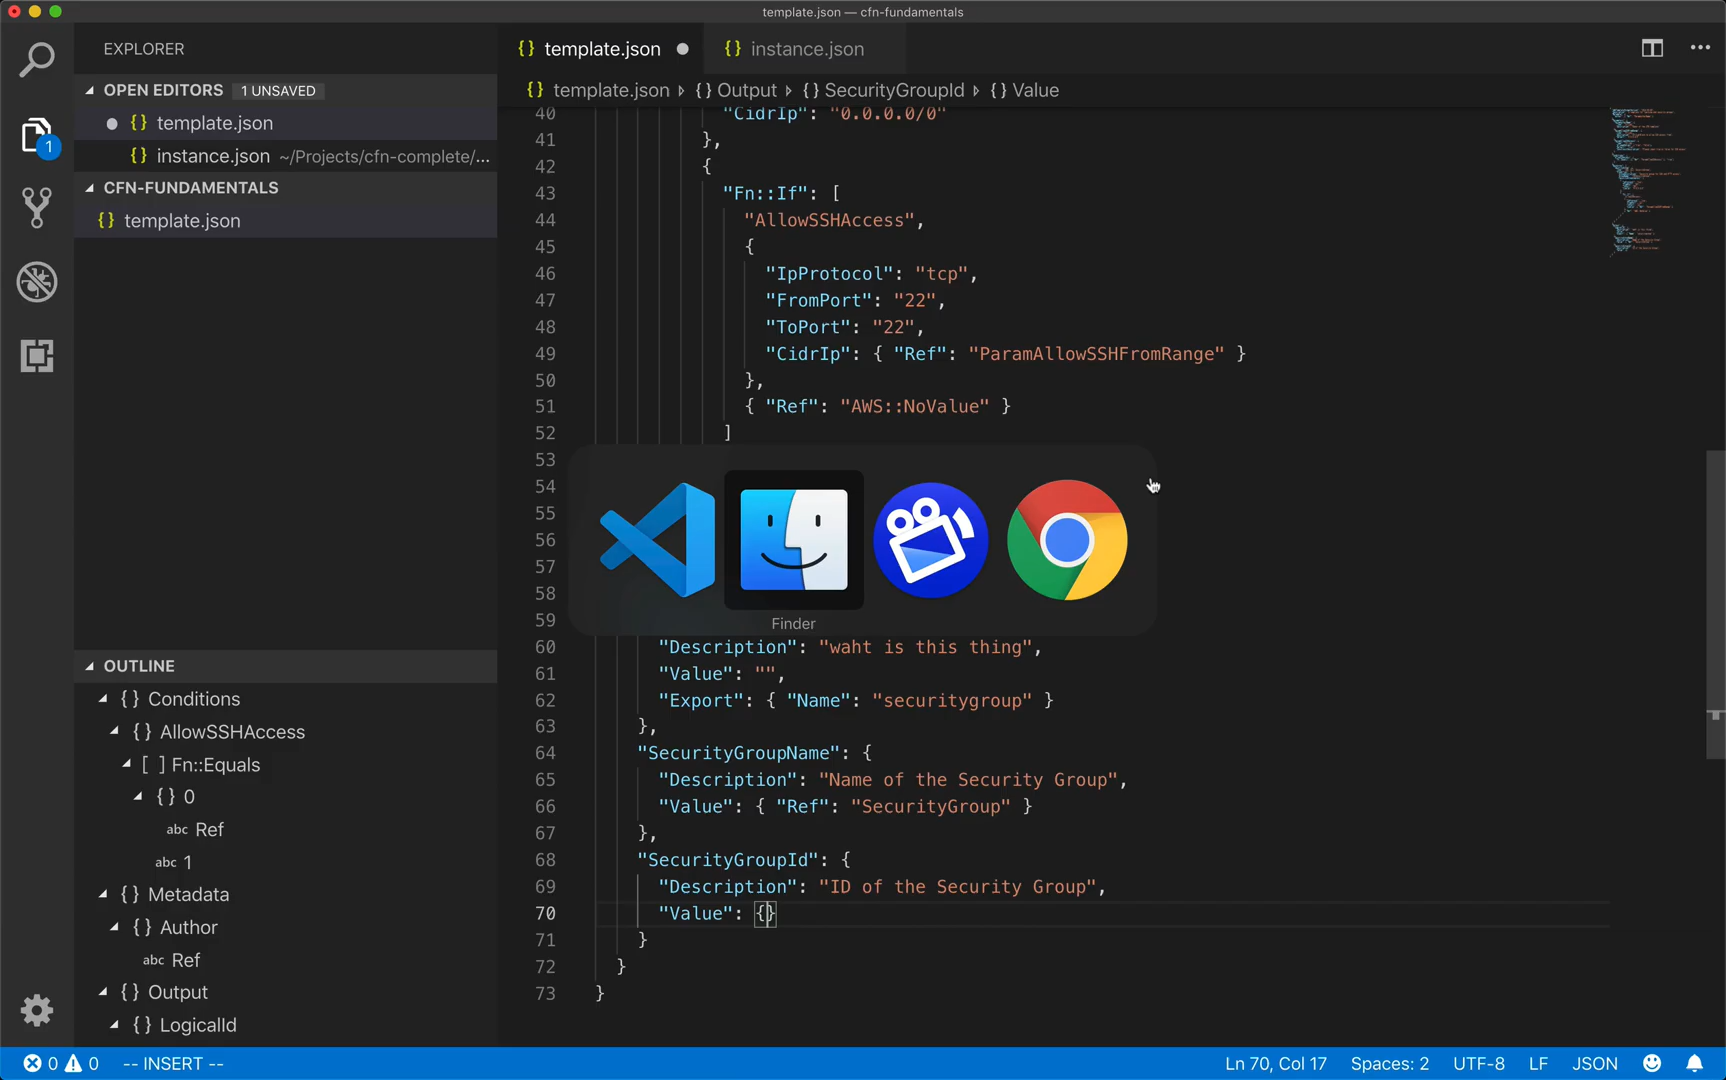 template.json — cfn-fundamentals
EXPLORER
OPEN EDITORS 1 UNSAVED
{} template.json
{} instance.json ~/Projects/cfn-complete/...
CFN-FUNDAMENTALS
{} template.json
1
OUTLINE
{} Conditions
{} AllowSSHAccess
[ ] Fn::Equals
{} 0
abc Ref
abc 1
{} Metadata
{} Author
abc Ref
{} Output
{} LogicalId
{} template.json
{} instance.json
{} template.json {} Output {} SecurityGroupId {} Value
40 "CidrIp": "0.0.0.0/0"
41 },
42 {
43 "Fn::If": [
44 "AllowSSHAccess",
45 {
46 "IpProtocol": "tcp",
47 "FromPort": "22",
48 "ToPort": "22",
49 "CidrIp": { "Ref": "ParamAllowSSHFromRange" }
50 },
51 { "Ref": "AWS::NoValue" }
52 ]
53
54
55
56
57
58
59
Finder
60 "Description": "waht is this thing",
61 "Value": "",
62 "Export": { "Name": "securitygroup" }
63 },
64 "SecurityGroupName": {
65 "Description": "Name of the Security Group",
66 "Value": { "Ref": "SecurityGroup" }
67 },
68 "SecurityGroupId": {
69 "Description": "ID of the Security Group",
70 "Value": {}
71 }
72 }
73 }
0 0 -- INSERT -- Ln 70, Col 17 Spaces: 2 UTF-8 LF JSON